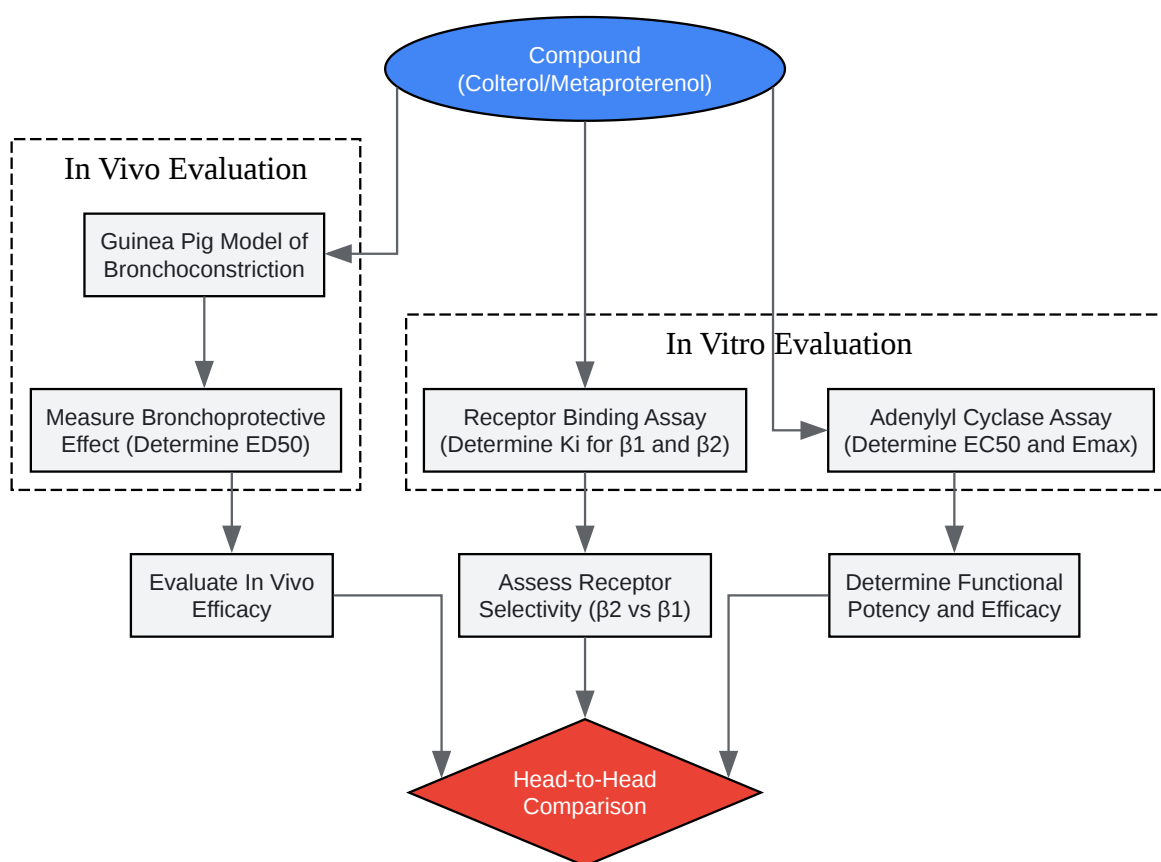 Compound
(Colterol/Metaproterenol)
In Vivo Evaluation
Guinea Pig Model of
Bronchoconstriction
In Vitro Evaluation
Measure Bronchoprotective
Effect (Determine ED50)
Receptor Binding Assay
(Determine Ki for β1 and β2)
Adenylyl Cyclase Assay
(Determine EC50 and Emax)
Evaluate In Vivo
Efficacy
Assess Receptor
Selectivity (β2 vs β1)
Determine Functional
Potency and Efficacy
Head-to-Head
Comparison